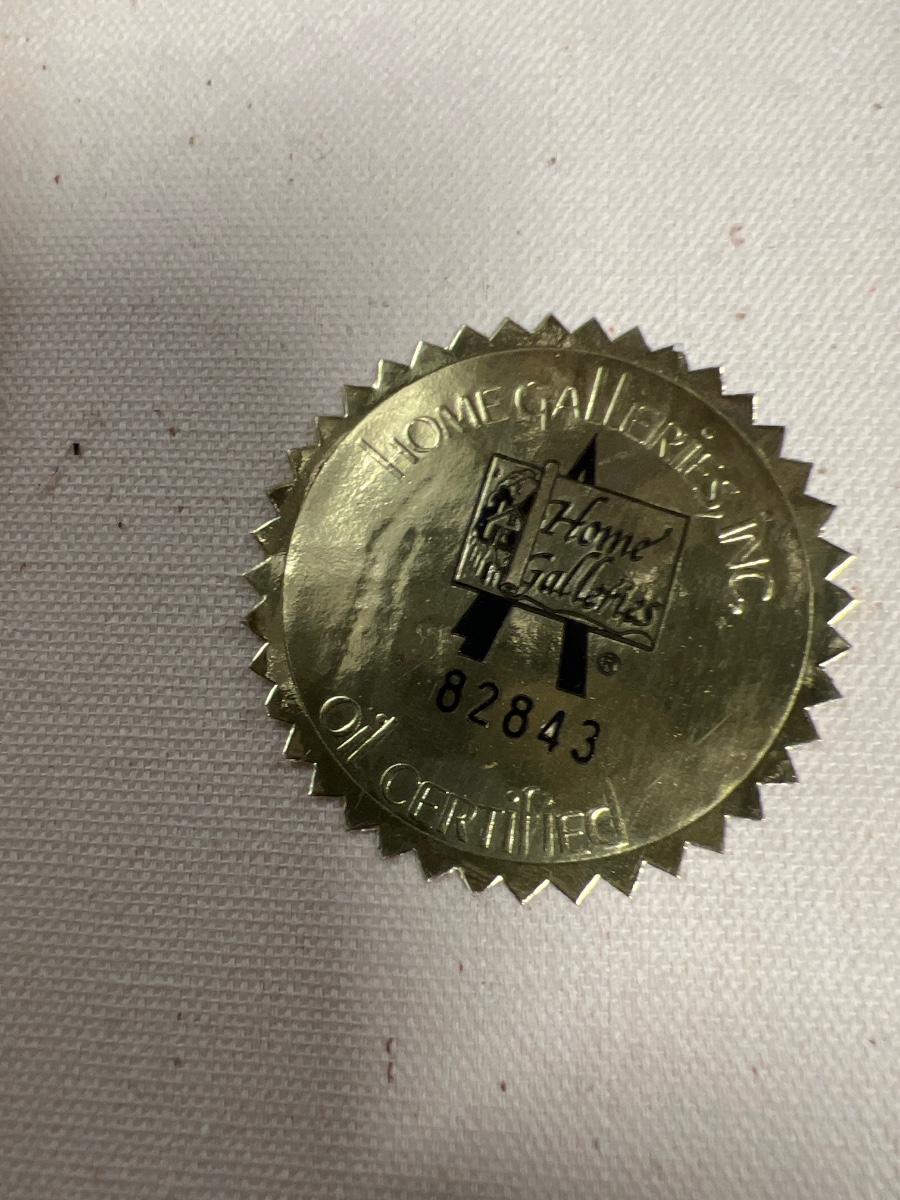 HOME GALLERIES, INC.
Home
Galleries
®
82843
Oil CERTIFIED